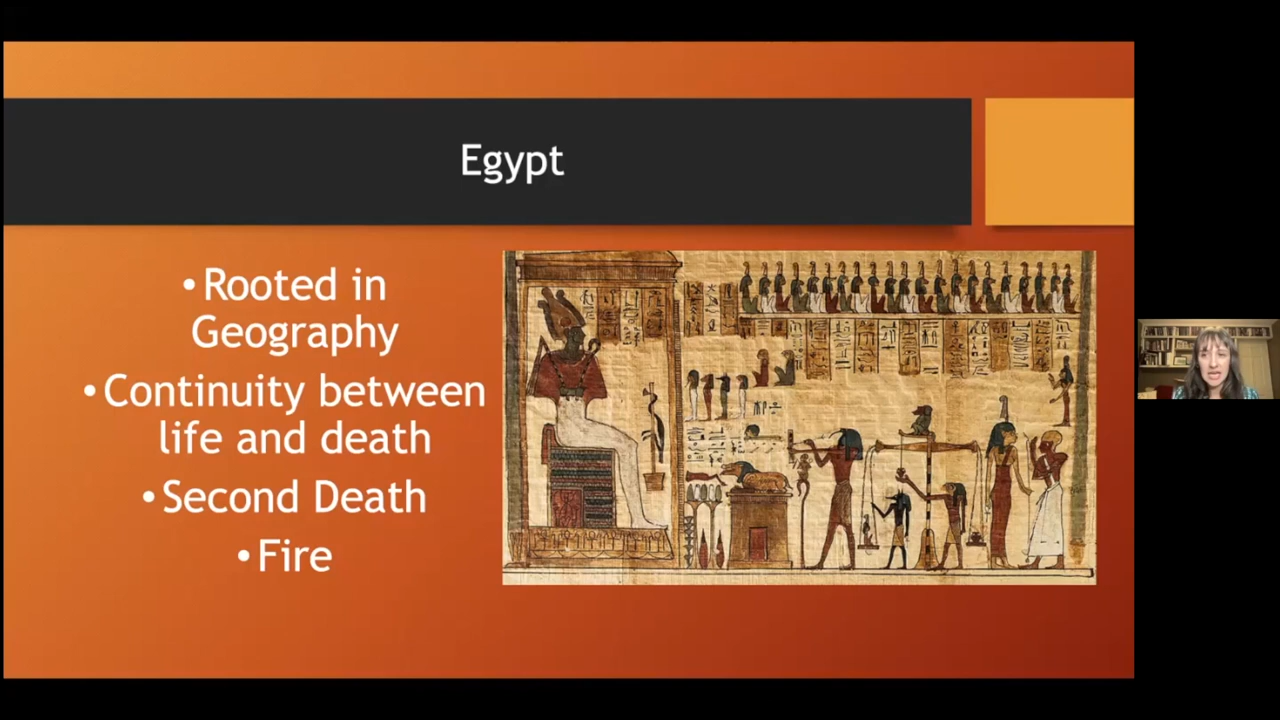 Egypt
•Rooted in
Geography
•Continuity between
life and death
•Second Death
•Fire